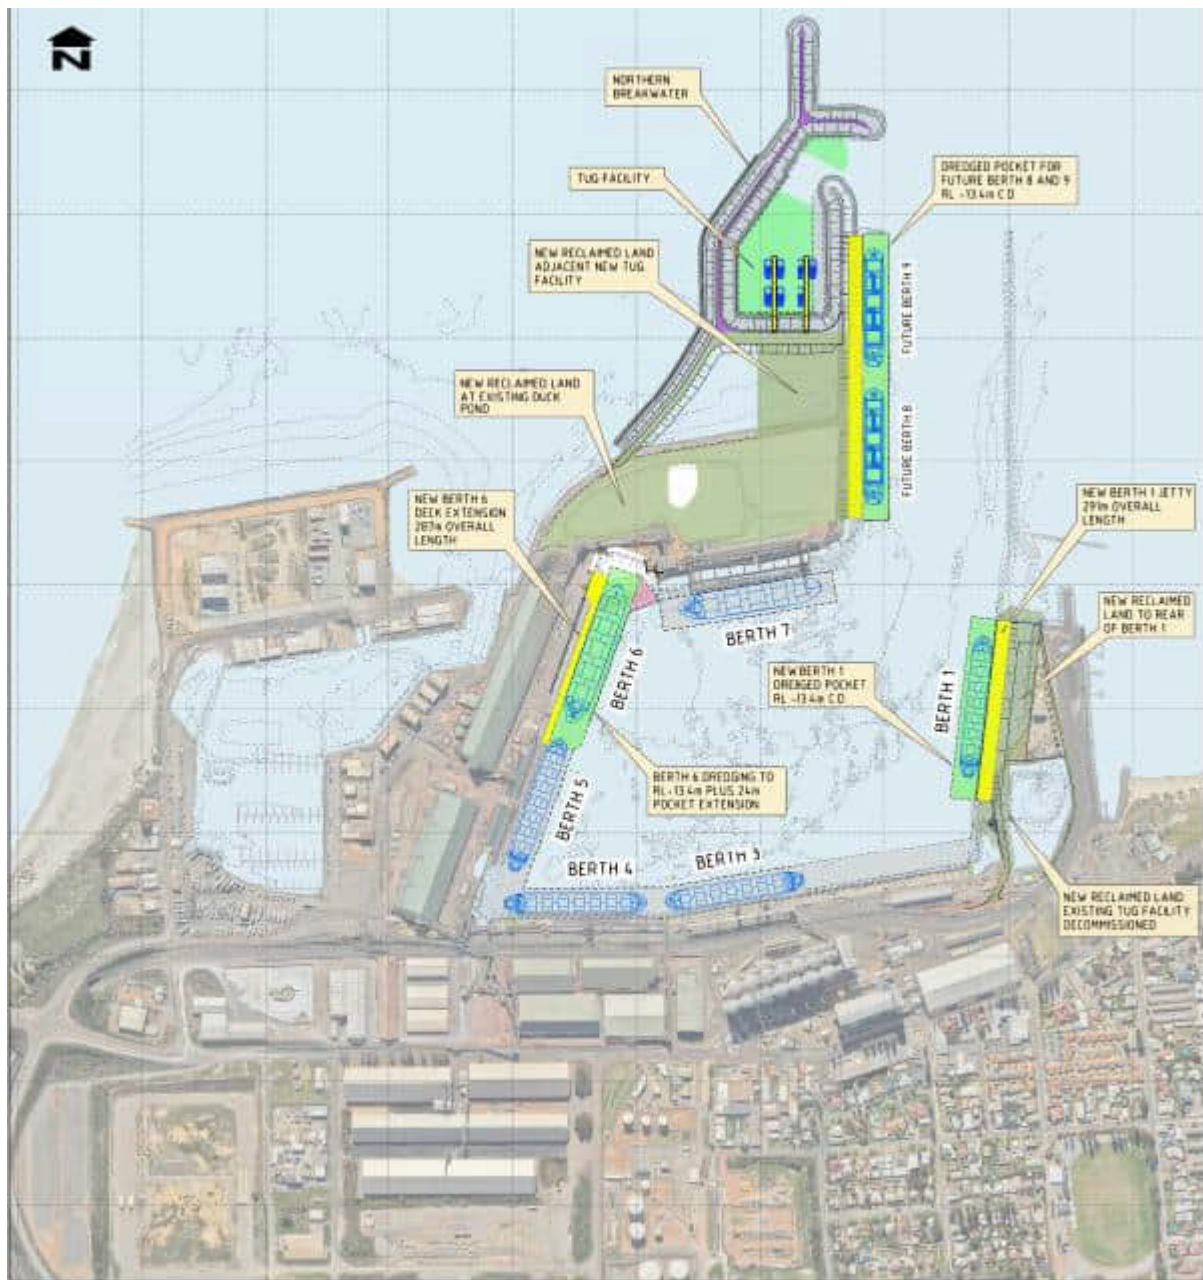 N
NORTHERN
BREAKWATER
TUG FACILITY
DREDGED POCKET FOR
FUTURE BERTH 8 AND 9
RL -13.4m CD
NEW RECLAIMED LAND
ADJACENT NEW TUG
FACILITY
FUTURE BERTH 9
NEW RECLAIMED LAND
AT EXISTING DUCK
POND
FUTURE BERTH 8
NEW BERTH 6
DECK EXTENSION
287m OVERALL
LENGTH
NEW BERTH 1 JETTY
291m OVERALL
LENGTH
NEW RECLAIMED
LAND TO REAR
OF BERTH 1
BERTH 7
BERTH 6
NEW BERTH 1
DREDGED POCKET
RL -13.4m CD
BERTH 1
BERTH 6 DREDGING TO
RL -13.4m PLUS 24m
POCKET EXTENSION
BERTH 5
BERTH 4
BERTH 3
NEW RECLAIMED LAND
EXISTING TUG FACILITY
DECOMMISSIONED